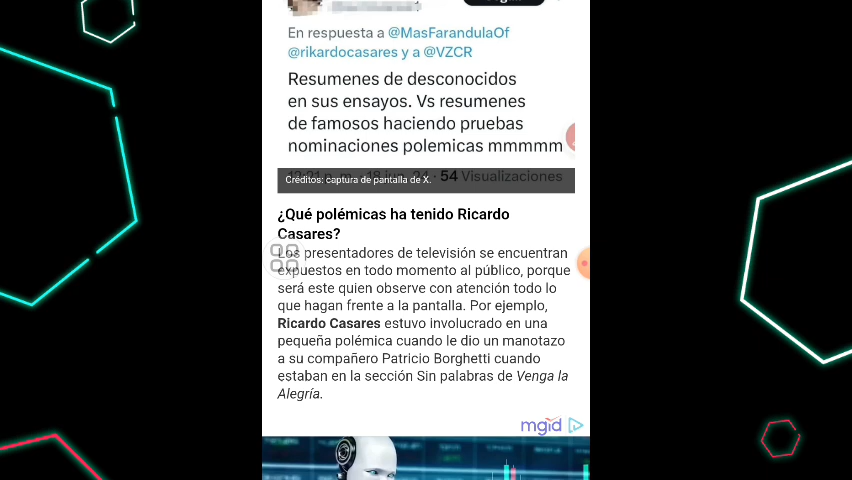 En respuesta a @MasFarandulaOf
@rikardocasares y a @VZCR
Resumenes de desconocidos
en sus ensayos. Vs resumenes
de famosos haciendo pruebas
nominaciones polemicas mmmmm
54 Visualizaciones
Créditos: captura de pantalla de X.
¿Qué polémicas ha tenido Ricardo
Casares?
Los presentadores de televisión se encuentran
expuestos en todo momento al público, porque
será este quien observe con atención todo lo
que hagan frente a la pantalla. Por ejemplo,
Ricardo Casares estuvo involucrado en una
pequeña polémica cuando le dio un manotazo
a su compañero Patricio Borghetti cuando
estaban en la sección Sin palabras de Venga la
Alegría.
mgid